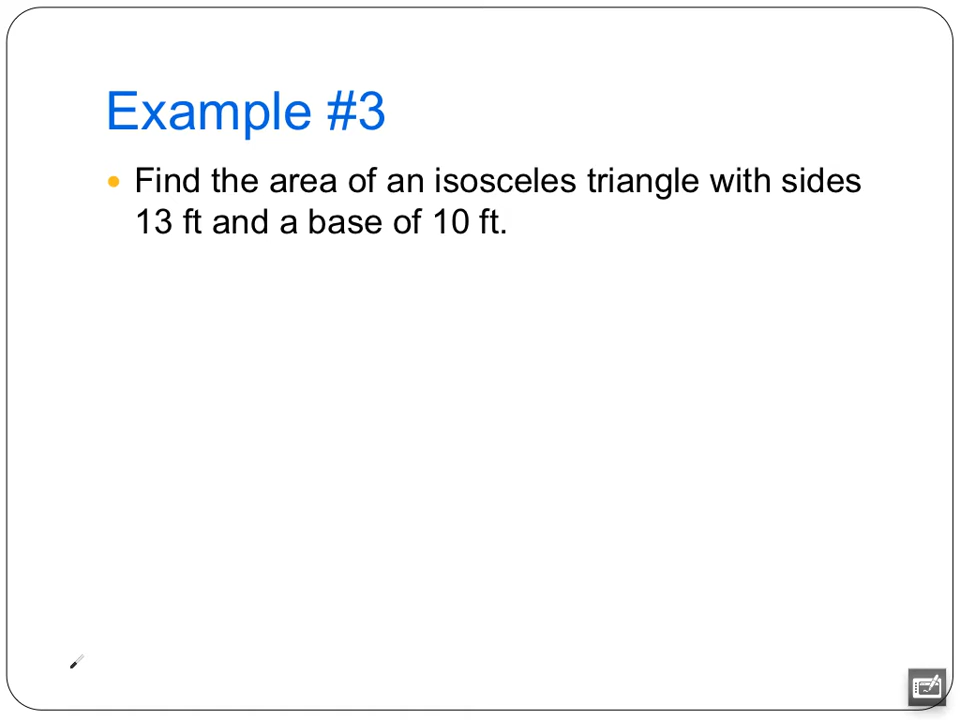 Example #3
Find the area of an isosceles triangle with sides
13 ft and a base of 10 ft.